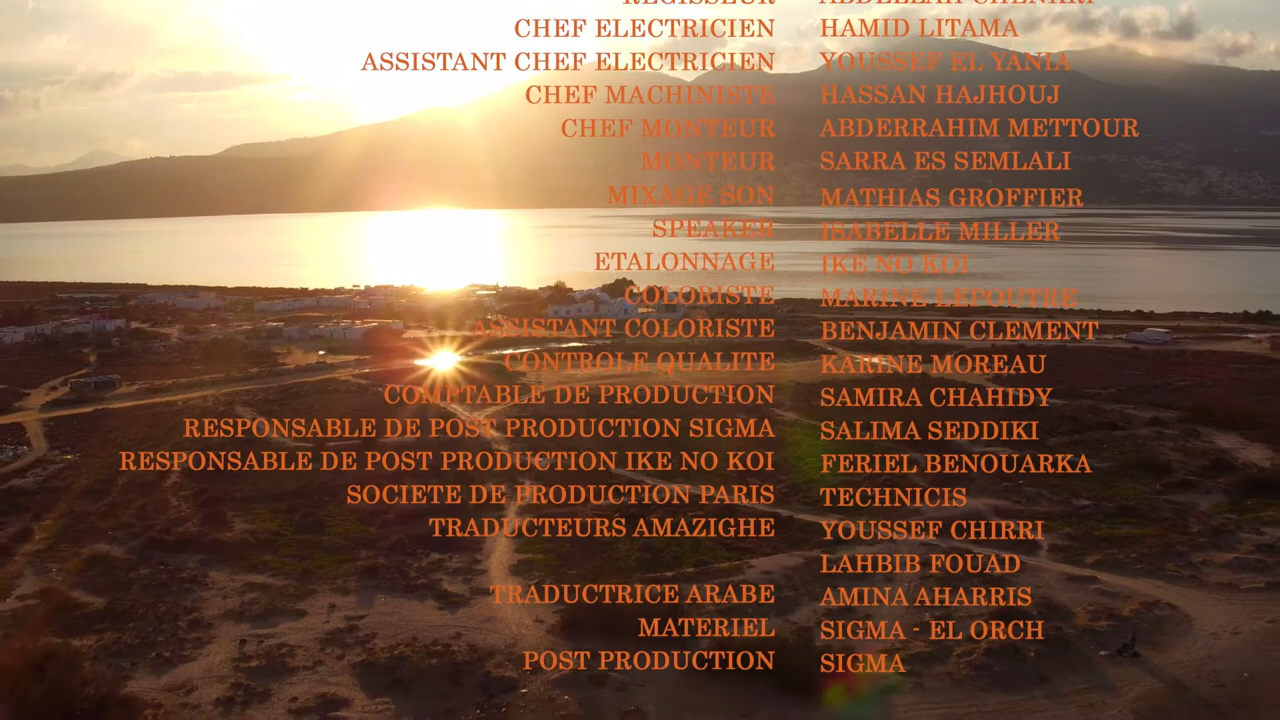 REGISSEUR ABDELLAH CHENKRI
CHEF ELECTRICIEN HAMID LITAMA
ASSISTANT CHEF ELECTRICIEN YOUSSEF EL YANIA
CHEF MACHINISTE HASSAN HAJHOUJ
CHEF MONTEUR ABDERRAHIM METTOUR
MONTEUR SARRA ES SEMLALI
MIXAGE SON MATHIAS GROFFIER
SPEAKER ISABELLE MILLER
ETALONNAGE IKE NO KOI
COLORISTE MARINE LEPOUTRE
ASSISTANT COLORISTE BENJAMIN CLEMENT
CONTROLE QUALITE KARINE MOREAU
COMPTABLE DE PRODUCTION SAMIRA CHAHIDY
RESPONSABLE DE POST PRODUCTION SIGMA SALIMA SEDDIKI
RESPONSABLE DE POST PRODUCTION IKE NO KOI FERIEL BENOUARKA
SOCIETE DE PRODUCTION PARIS TECHNICIS
TRADUCTEURS AMAZIGHE YOUSSEF CHIRRI
LAHBIB FOUAD
TRADUCTRICE ARABE AMINA AHARRIS
MATERIEL SIGMA - EL ORCH
POST PRODUCTION SIGMA